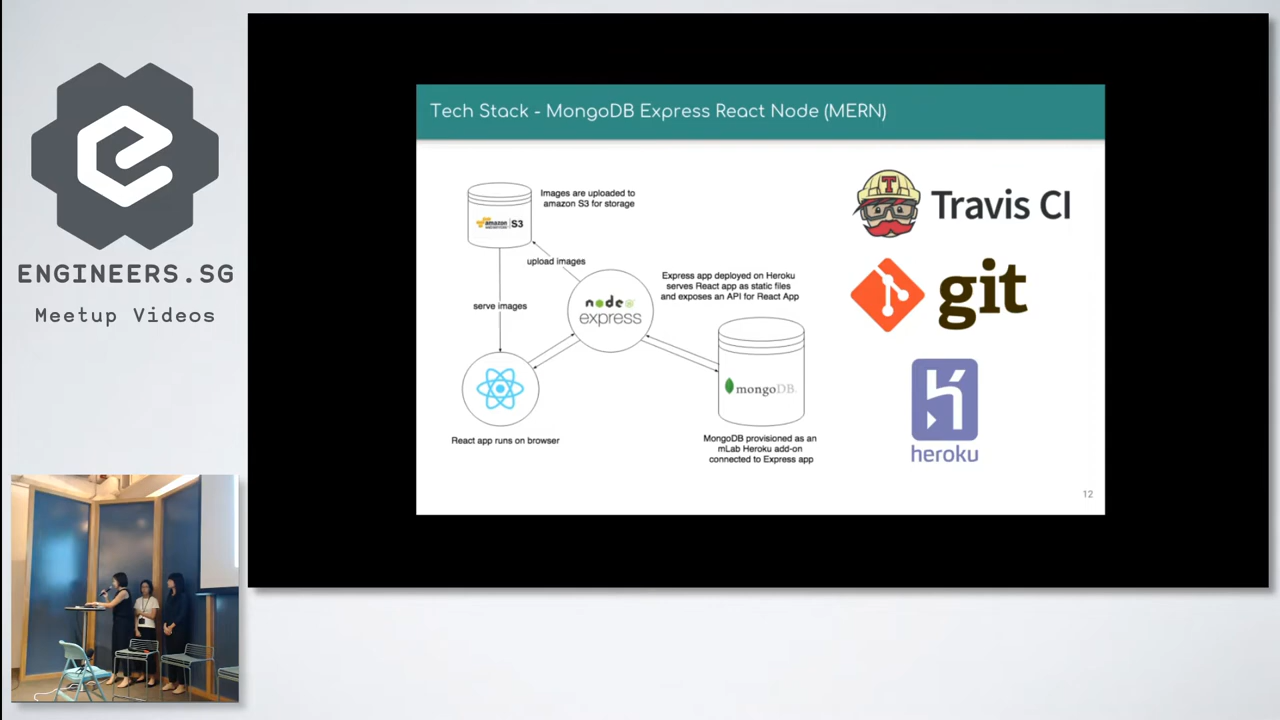 ENGINEERS.SG
Meetup Videos
Tech Stack - MongoDB Express React Node (MERN)
Images are uploaded to
amazon S3 for storage
amazon
S3
upload images
serve images
node
express
Express app deployed on Heroku
serves React app as static files
and exposes an API for React App
mongoDB
React app runs on browser
MongoDB provisioned as an
mLab Heroku add-on
connected to Express app
T
Travis CI
git
heroku
12